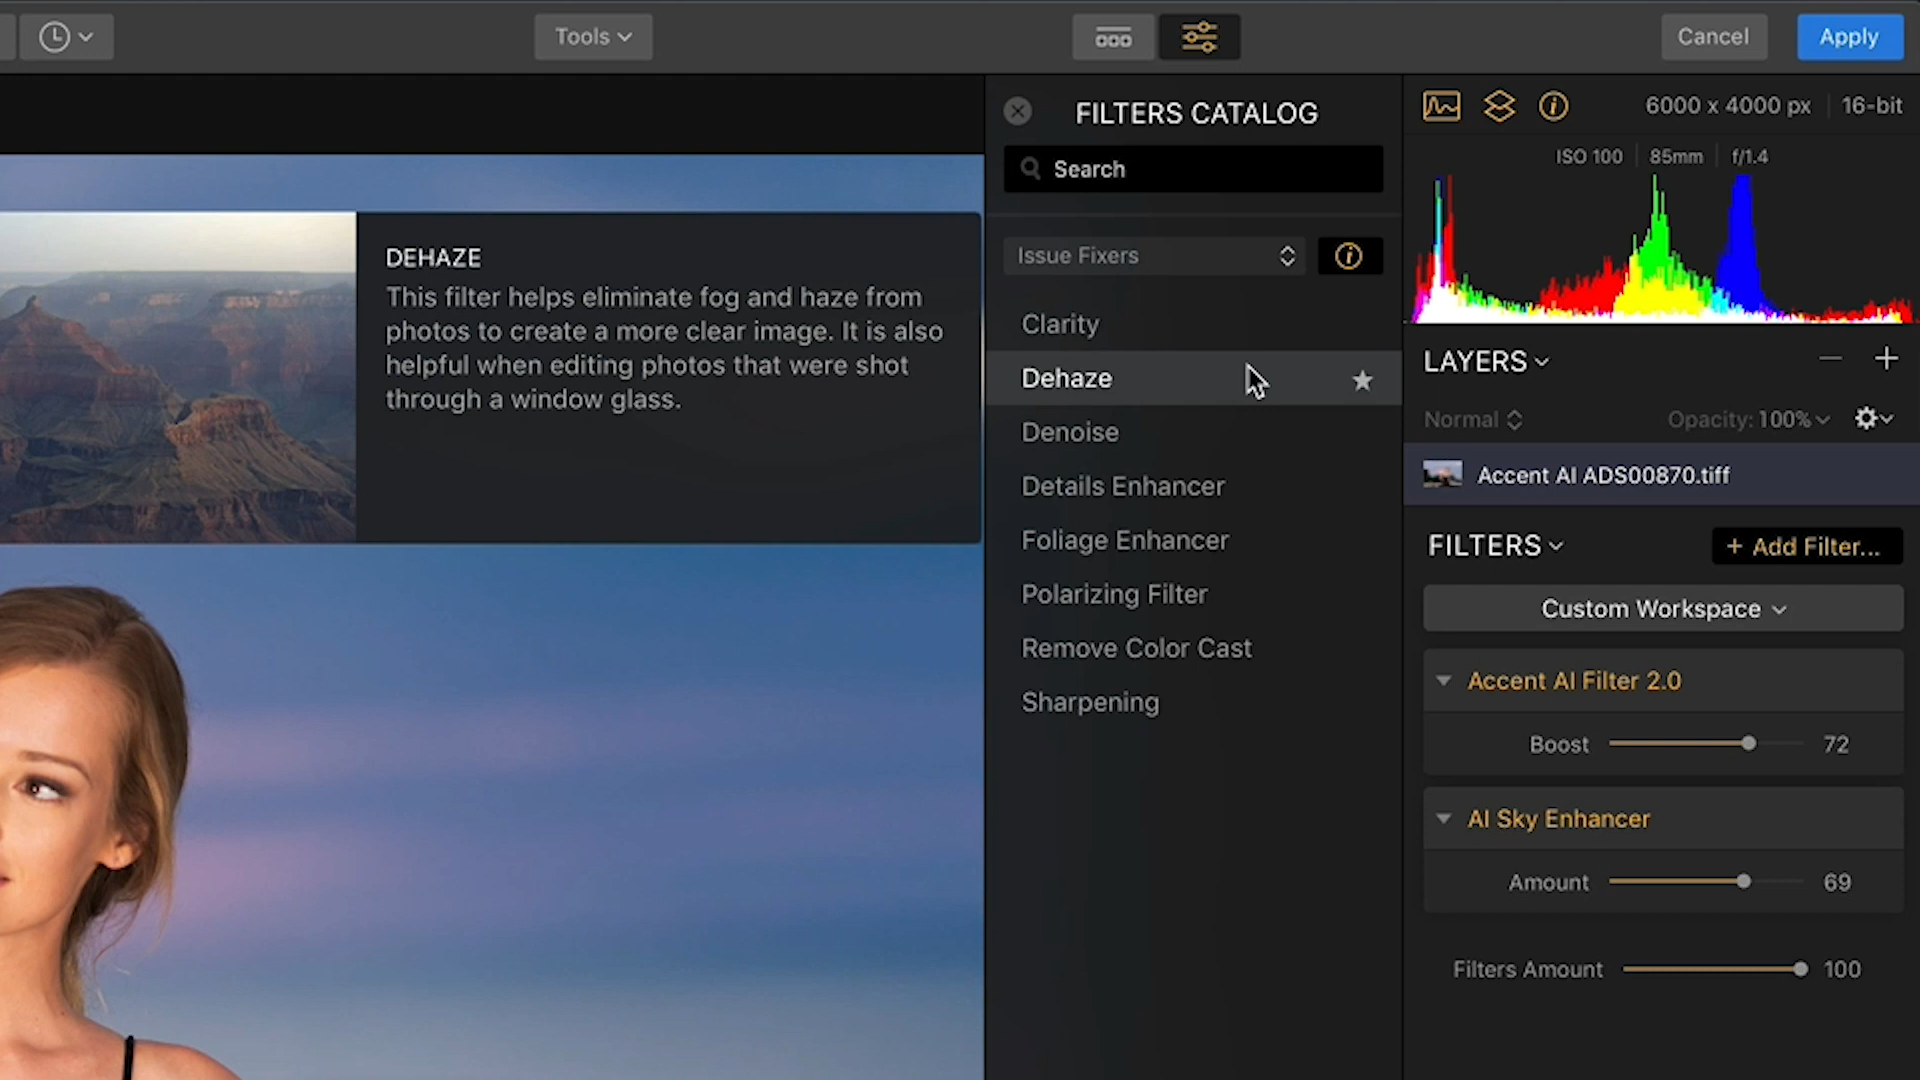 Tools
Cancel
Apply
FILTERS CATALOG
Search
Issue Fixers
Clarity
Dehaze
Denoise
Details Enhancer
Foliage Enhancer
Polarizing Filter
Remove Color Cast
Sharpening
DEHAZE
This filter helps eliminate fog and haze from
photos to create a more clear image. It is also
helpful when editing photos that were shot
through a window glass.
6000 x 4000 px
16-bit
ISO 100
85mm
f/1.4
LAYERS
Normal
Opacity: 100%
Accent AI ADS00870.tiff
FILTERS
+ Add Filter...
Custom Workspace
Accent AI Filter 2.0
Boost 72
AI Sky Enhancer
Amount 69
Filters Amount 100